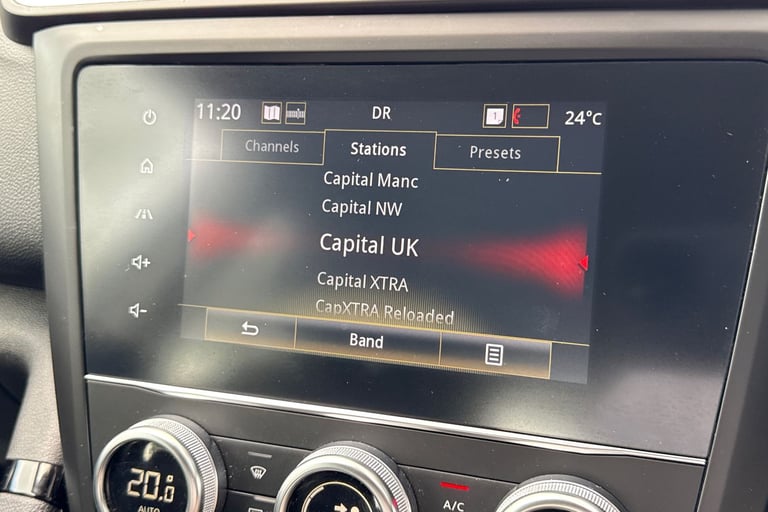 11:20 DR 1 24°C
Channels Stations Presets
Capital Manc
Capital NW
Capital UK
Capital XTRA
CapXTRA Reloaded
Band
20.0
AUTO
A/C